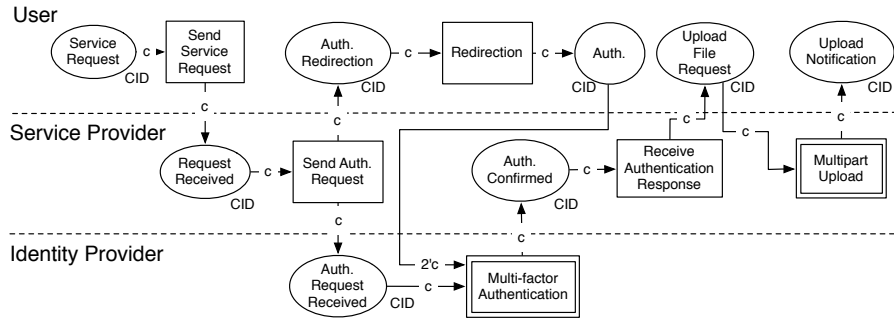 User
Service
Request
CID
c
Send
Service
Request
c
Auth.
Redirection
CID
c
Redirection
c
Auth.
CID
Upload
File
Request
CID
Upload
Notification
CID
c
c
c
c
Service Provider
Request
Received
CID
c
Send Auth.
Request
c
Auth.
Confirmed
CID
c
Receive
Authentication
Response
Multipart
Upload
c
Identity Provider
Auth.
Request
Received
CID
c
2'c
Multi-factor
Authentication